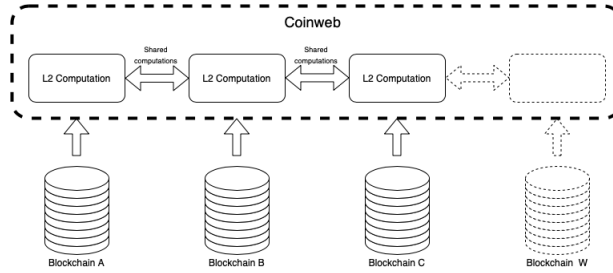 Coinweb
Shared
computations
Shared
computations
L2 Computation
L2 Computation
L2 Computation
Blockchain A
Blockchain B
Blockchain C
Blockchain W